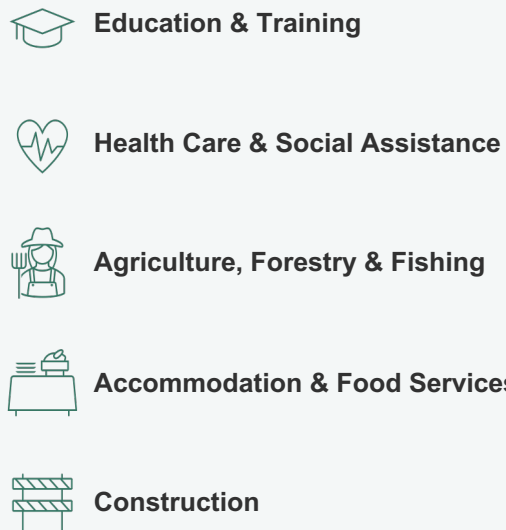 Education & Training
Health Care & Social Assistance
Agriculture, Forestry & Fishing
Accommodation & Food Services
Construction